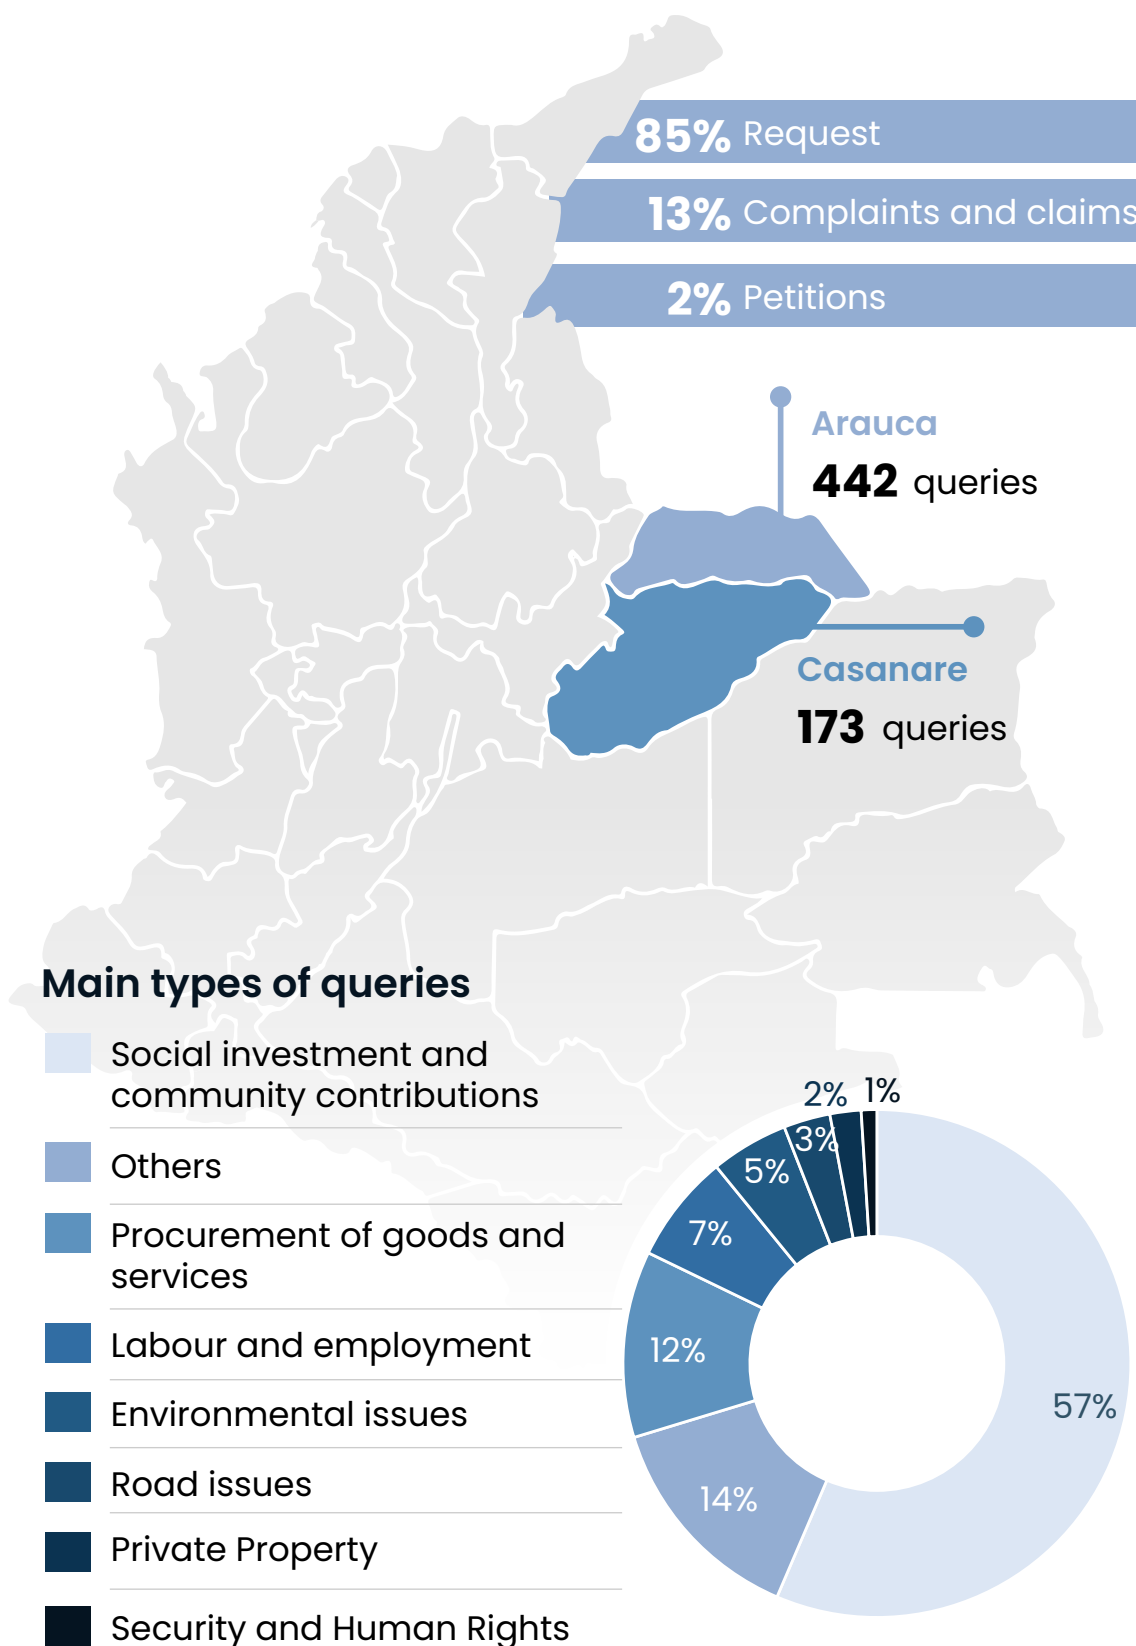 85% Request
13% Complaints and claims
2% Petitions
Arauca
442 queries
Casanare
173 queries
Main types of queries
Social investment and
community contributions
Others
Procurement of goods and
services
Labour and employment
Environmental issues
Road issues
Private Property
Security and Human Rights
2% 1%
3%
5%
7%
12%
57%
14%